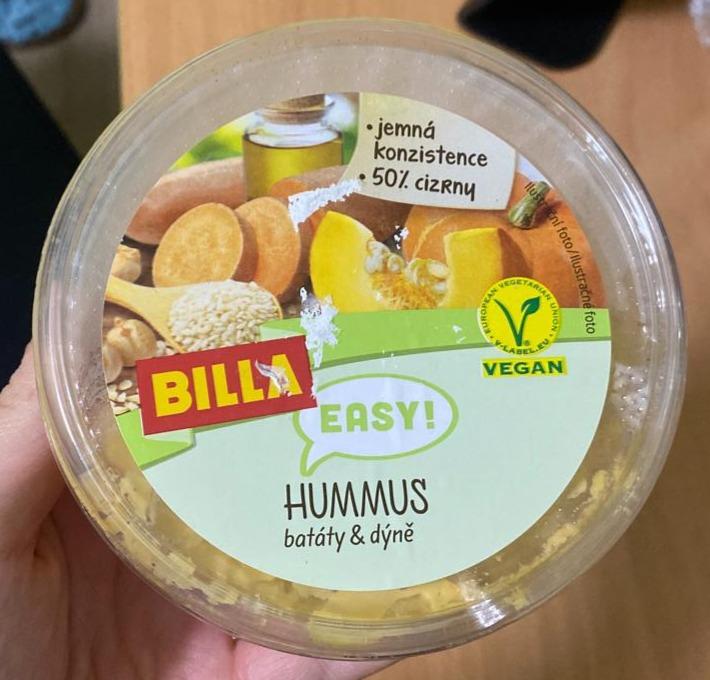 • jemná
konzistence
• 50% cizrny
Ilustrační foto/Ilustračné foto
EUROPEAN VEGETARIAN UNION
V-LABEL.EU
VEGAN
BILLA
EASY!
HUMMUS
batáty & dýně